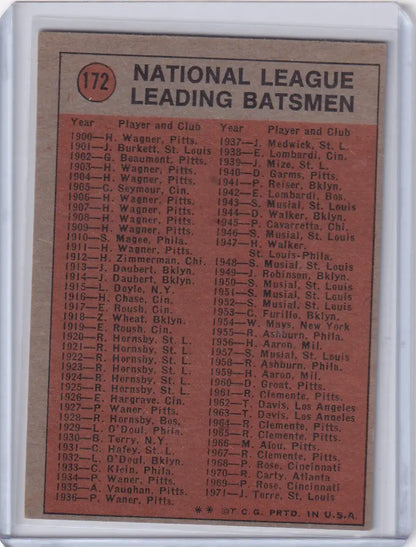 172
NATIONAL LEAGUE
LEADING BATSMEN
Year Player and Club
1900—H. Wagner, Pitts.
1901—J. Burkett, St. Louis
1902—G. Beaumont, Pitts.
1903—H. Wagner, Pitts.
1904—H. Wagner, Pitts.
1905—C. Seymour, Cin.
1906—H. Wagner, Pitts.
1907—H. Wagner, Pitts.
1908—H. Wagner, Pitts.
1909—H. Wagner, Pitts.
1910—S. Magee, Phila.
1911—H. Wagner, Pitts.
1912—H. Zimmerman, Chi.
1913—J. Daubert, Bklyn.
1914—J. Daubert, Bklyn.
1915—L. Doyle, N.Y.
1916—H. Chase, Cin.
1917—E. Roush, Cin.
1918—Z. Wheat, Bklyn.
1919—E. Roush, Cin.
1920—R. Hornsby, St. L.
1921—R. Hornsby, St. L.
1922—R. Hornsby, St. L.
1923—R. Hornsby, St. L.
1924—R. Hornsby, St. L.
1925—R. Hornsby, St. L.
1926—E. Hargrave, Cin.
1927—P. Waner, Pitts.
1928—R. Hornsby, Bos.
1929—L. O'Doul, Phila.
1930—B. Terry, N.Y.
1931—C. Hafey, St. L.
1932—L. O'Doul, Bklyn.
1933—C. Klein, Phila.
1934—P. Waner, Pitts.
1935—A. Vaughan, Pitts.
1936—P. Waner, Pitts.
Year Player and Club
1937—J. Medwick, St. L.
1938—E. Lombardi, Cin.
1939—J. Mize, St. L.
1940—D. Garms, Pitts.
1941—P. Reiser, Bklyn.
1942—E. Lombardi, Bos.
1943—S. Musial, St. Louis
1944—D. Walker, Bklyn.
1945—P. Cavarretta, Chi.
1946—S. Musial, St. Louis
1947—H. Walker,
St. Louis-Phila.
1948—S. Musial, St. Louis
1949—J. Robinson, Bklyn.
1950—S. Musial, St. Louis
1951—S. Musial, St. Louis
1952—S. Musial, St. Louis
1953—C. Furillo, Bklyn.
1954—W. Mays, New York
1955—R. Ashburn, Phila.
1956—H. Aaron, Mil.
1957—S. Musial, St. Louis
1958—R. Ashburn, Phila.
1959—H. Aaron, Mil.
1960—D. Groat, Pitts.
1961—R. Clemente, Pitts.
1962—T. Davis, Los Angeles
1963—T. Davis, Los Angeles
1964—R. Clemente, Pitts.
1965—R. Clemente, Pitts.
1966—M. Alou, Pitts.
1967—R. Clemente, Pitts.
1968—P. Rose, Cincinnati
1970—R. Carty, Atlanta
1969—P. Rose, Cincinnati
1971—J. Torre, St. Louis
** ©T.C.G. PRTD. IN U.S.A.